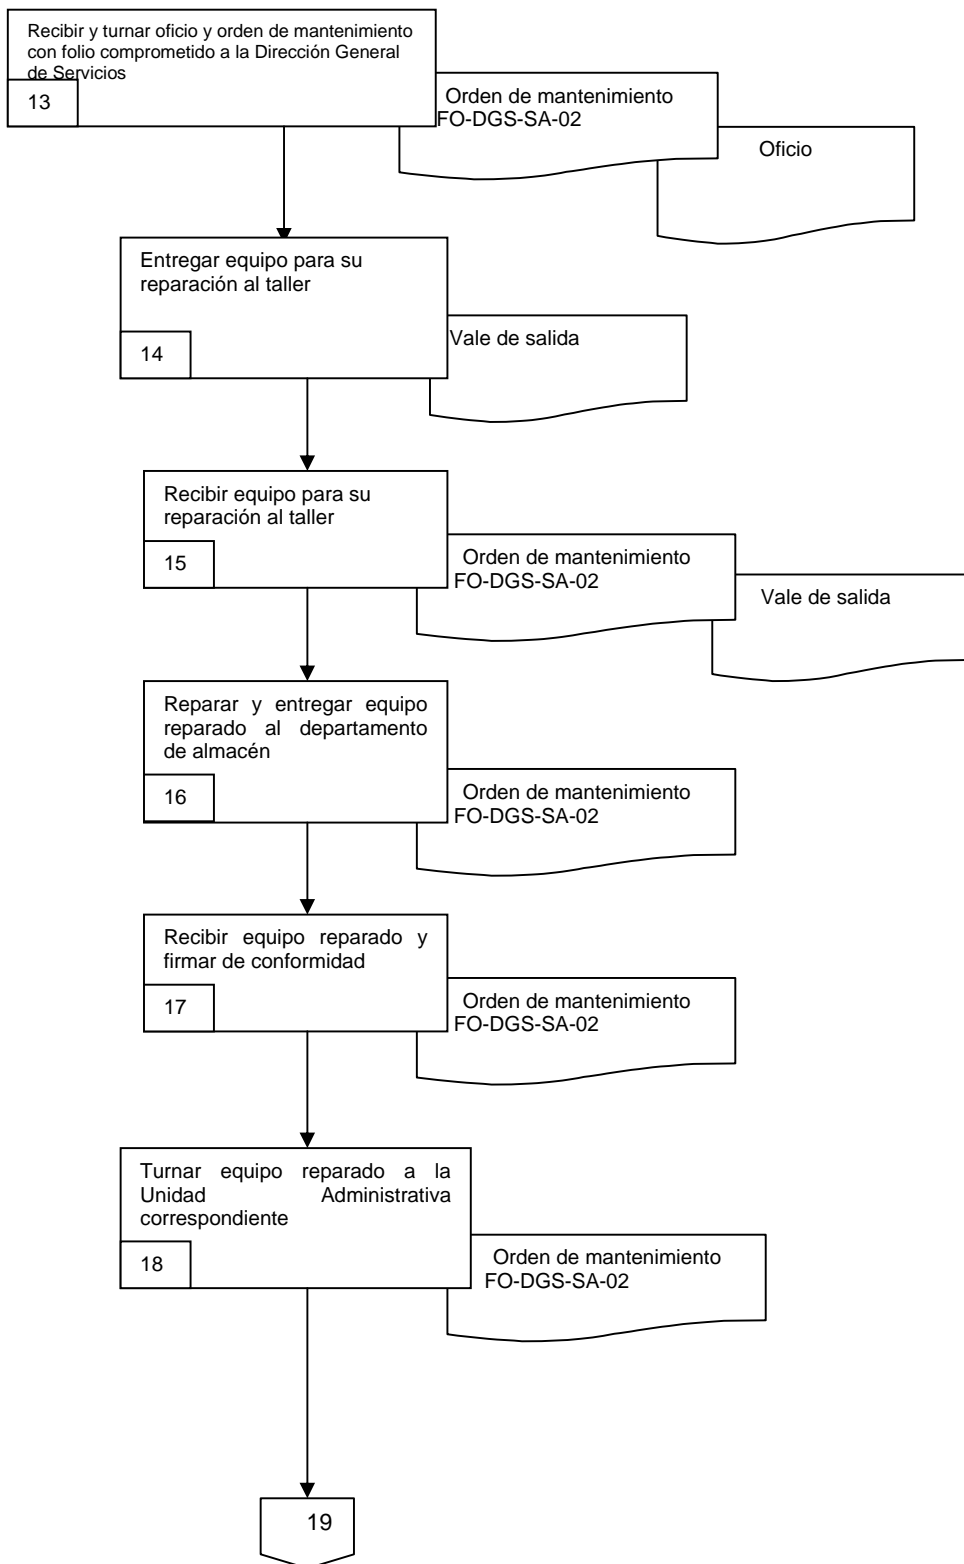 Recibir y turnar oficio y orden de mantenimiento
con folio comprometido a la Dirección General
de Servicios
13
Orden de mantenimiento
FO-DGS-SA-02
Oficio
Entregar equipo para su
reparación al taller
14
Vale de salida
Recibir equipo para su
reparación al taller
15
Orden de mantenimiento
FO-DGS-SA-02
Vale de salida
Reparar y entregar equipo
reparado al departamento
de almacén
16
Orden de mantenimiento
FO-DGS-SA-02
Recibir equipo reparado y
firmar de conformidad
17
Orden de mantenimiento
FO-DGS-SA-02
Turnar equipo reparado a la
Unidad Administrativa
correspondiente
18
Orden de mantenimiento
FO-DGS-SA-02
19